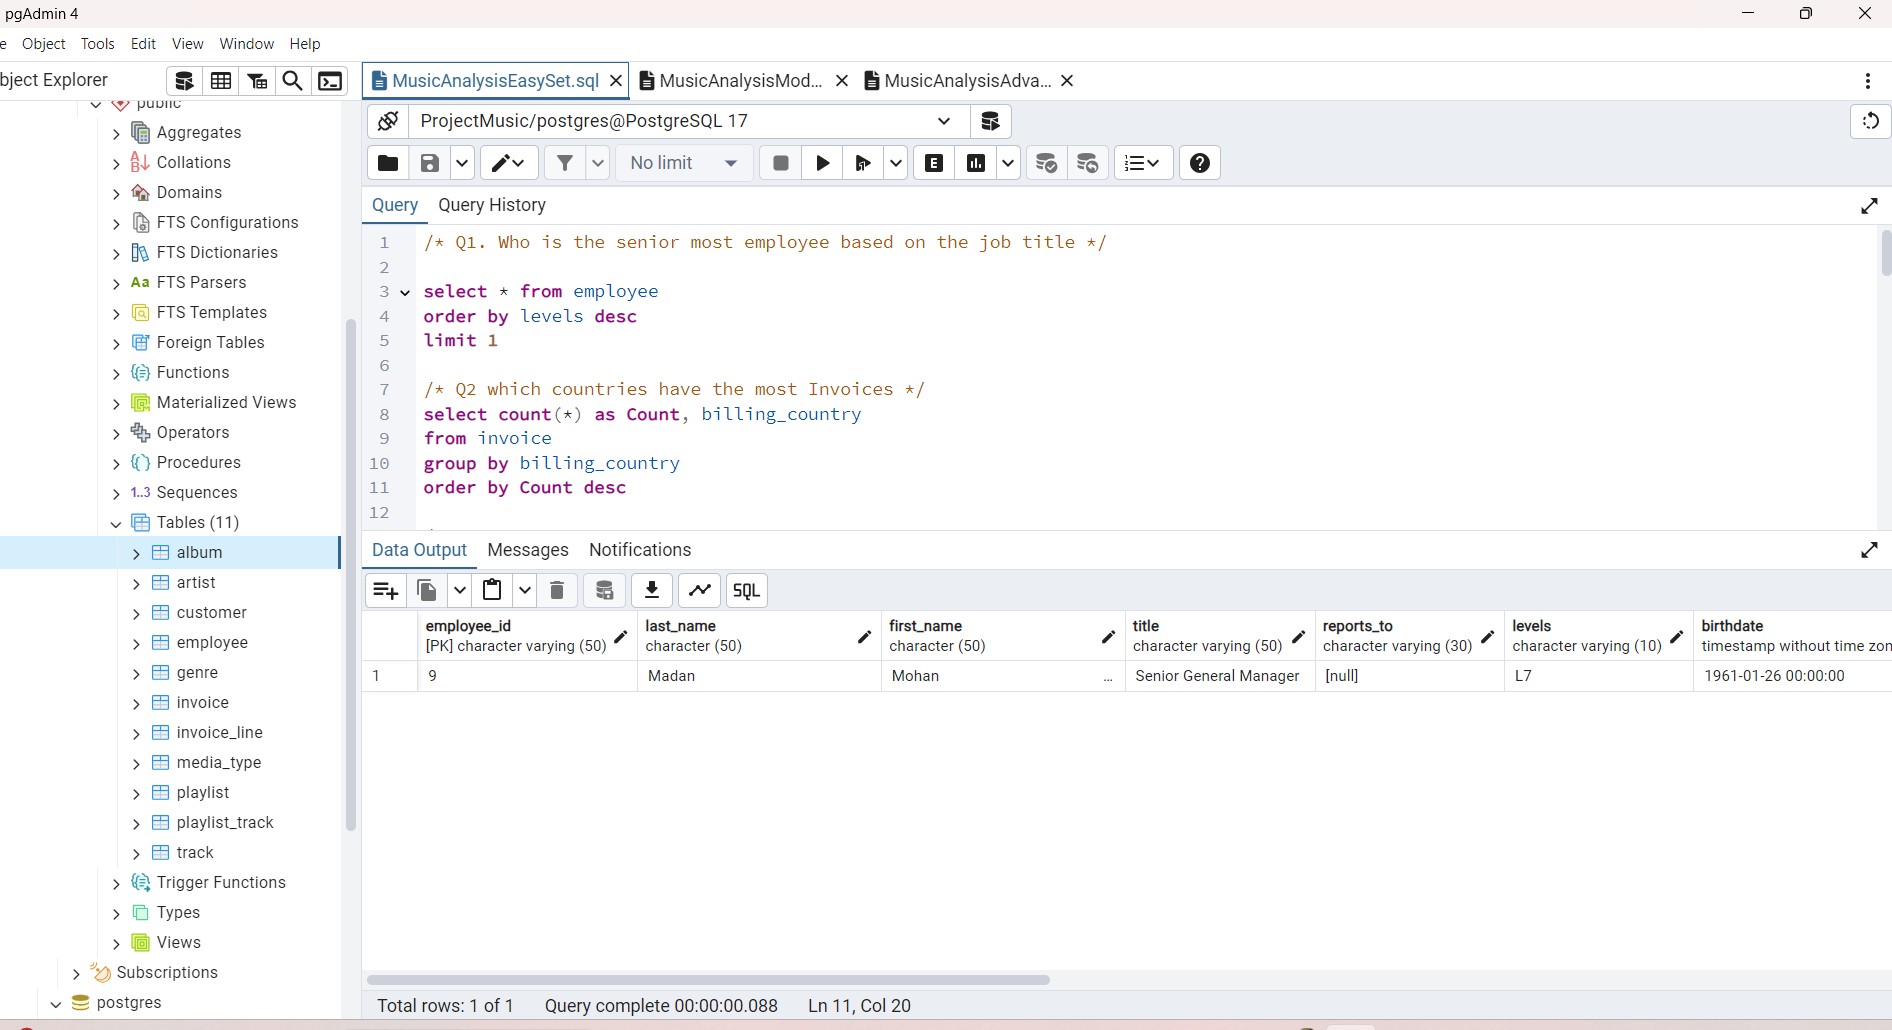 pgAdmin 4
e Object Tools Edit View Window Help
bject Explorer
MusicAnalysisEasySet.sql
MusicAnalysisMod...
MusicAnalysisAdva...
public
Aggregates
Collations
Domains
FTS Configurations
FTS Dictionaries
Aa FTS Parsers
FTS Templates
Foreign Tables
Functions
Materialized Views
Operators
Procedures
1..3 Sequences
Tables (11)
album
artist
customer
employee
genre
invoice
invoice_line
media_type
playlist
playlist_track
track
Trigger Functions
Types
Views
Subscriptions
postgres
ProjectMusic/postgres@PostgreSQL 17
No limit
E
Query Query History
1 /* Q1. Who is the senior most employee based on the job title */
2
3 select * from employee
4 order by levels desc
5 limit 1
6
7 /* Q2 which countries have the most Invoices */
8 select count(*) as Count, billing_country
9 from invoice
10 group by billing_country
11 order by Count desc
12
Data Output Messages Notifications
SQL
employee_id
[PK] character varying (50)
last_name
character (50)
first_name
character (50)
title
character varying (50)
reports_to
character varying (30)
levels
character varying (10)
birthdate
timestamp without time zon
1 9 Madan Mohan ... Senior General Manager [null] L7 1961-01-26 00:00:00
Total rows: 1 of 1 Query complete 00:00:00.088 Ln 11, Col 20